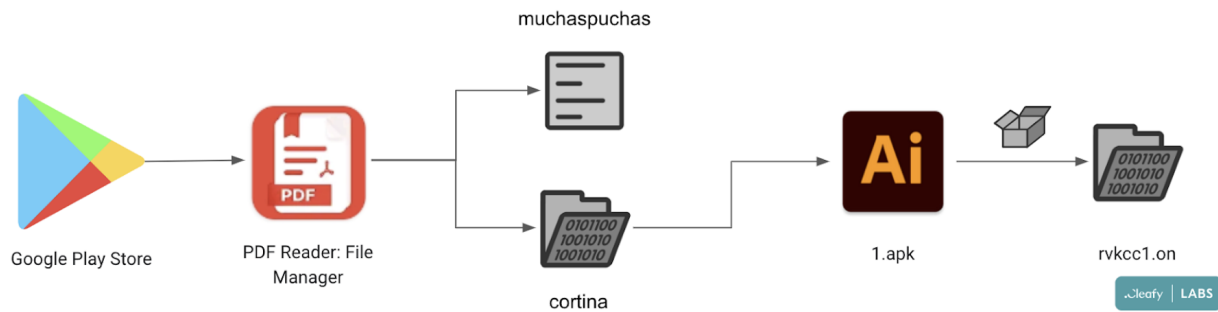 muchaspuchas
PDF
Google Play Store
PDF Reader: File
Manager
0101100
1001010
1001010
cortina
Ai
1.apk
0101100
1001010
1001010
rvkcc1.on
.:Cleafy | LABS